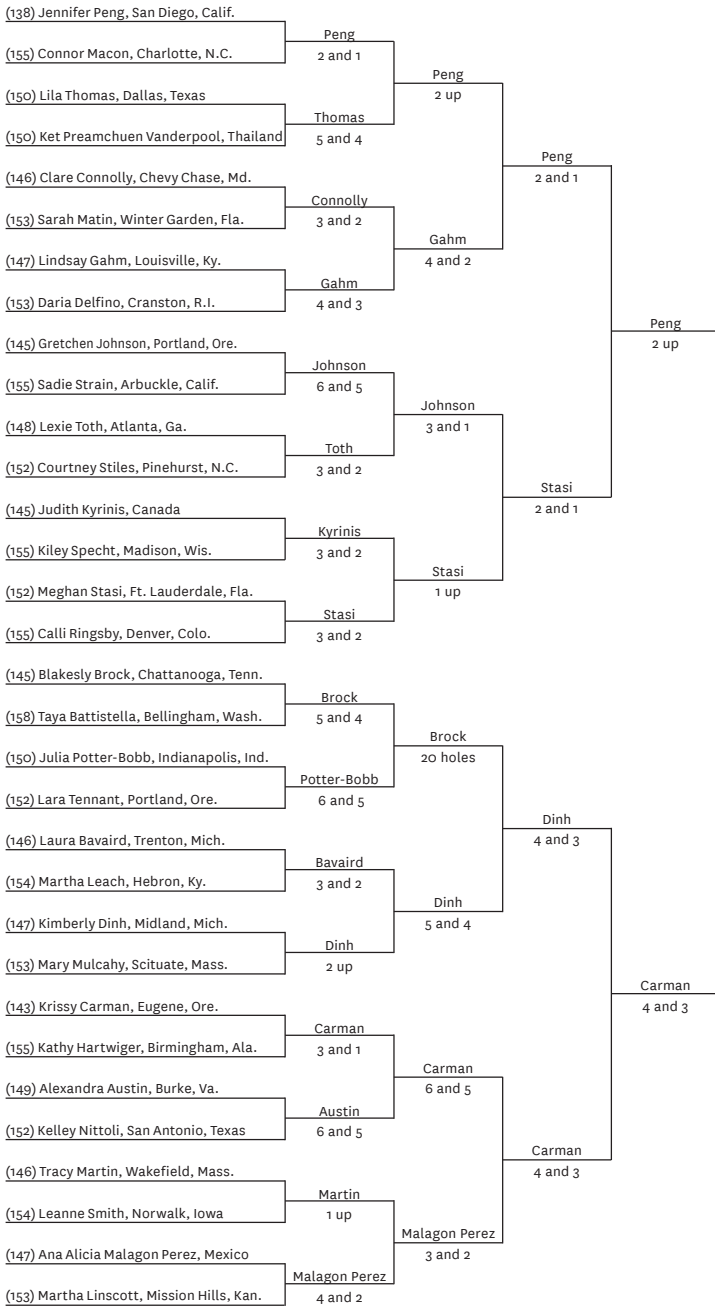 (138) Jennifer Peng, San Diego, Calif.
(155) Connor Macon, Charlotte, N.C.
(150) Lila Thomas, Dallas, Texas
(150) Ket Preamchuen Vanderpool, Thailand
(146) Clare Connolly, Chevy Chase, Md.
(153) Sarah Matin, Winter Garden, Fla.
(147) Lindsay Gahm, Louisville, Ky.
(153) Daria Delfino, Cranston, R.I.
(145) Gretchen Johnson, Portland, Ore.
(155) Sadie Strain, Arbuckle, Calif.
(148) Lexie Toth, Atlanta, Ga.
(152) Courtney Stiles, Pinehurst, N.C.
(145) Judith Kyrinis, Canada
(155) Kiley Specht, Madison, Wis.
(152) Meghan Stasi, Ft. Lauderdale, Fla.
(155) Calli Ringsby, Denver, Colo.
(145) Blakesly Brock, Chattanooga, Tenn.
(158) Taya Battistella, Bellingham, Wash.
(150) Julia Potter-Bobb, Indianapolis, Ind.
(152) Lara Tennant, Portland, Ore.
(146) Laura Bavaird, Trenton, Mich.
(154) Martha Leach, Hebron, Ky.
(147) Kimberly Dinh, Midland, Mich.
(153) Mary Mulcahy, Scituate, Mass.
(143) Krissy Carman, Eugene, Ore.
(155) Kathy Hartwiger, Birmingham, Ala.
(149) Alexandra Austin, Burke, Va.
(152) Kelley Nittoli, San Antonio, Texas
(146) Tracy Martin, Wakefield, Mass.
(154) Leanne Smith, Norwalk, Iowa
(147) Ana Alicia Malagon Perez, Mexico
(153) Martha Linscott, Mission Hills, Kan.
Peng
2 and 1
Thomas
5 and 4
Connolly
3 and 2
Gahm
4 and 3
Johnson
6 and 5
Toth
3 and 2
Kyrinis
3 and 2
Stasi
3 and 2
Brock
5 and 4
Potter-Bobb
6 and 5
Bavaird
3 and 2
Dinh
2 up
Carman
3 and 1
Austin
6 and 5
Martin
1 up
Malagon Perez
4 and 2
Peng
2 up
Gahm
4 and 2
Johnson
3 and 1
Stasi
1 up
Brock
20 holes
Dinh
5 and 4
Carman
6 and 5
Malagon Perez
3 and 2
Peng
2 and 1
Stasi
2 and 1
Dinh
4 and 3
Carman
4 and 3
Peng
2 up
Carman
4 and 3